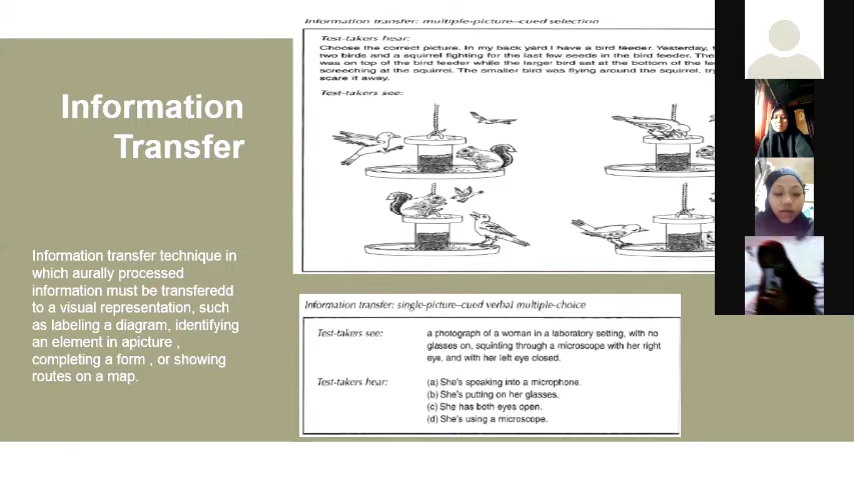 Information
Transfer
Information transfer technique in
which aurally processed
information must be transferedd
to a visual representation, such
as labeling a diagram, identifying
an element in apicture ,
completing a form , or showing
routes on a map.
Information transfer: multiple-picture–cued selection
Test-takers hear:
Choose the correct picture. In my back yard I have a bird feeder. Yesterday,
two birds and a squirrel fighting for the last few seeds in the bird feeder. The
was on top of the bird feeder while the larger bird sat at the bottom of the
screeching at the squirrel. The smaller bird was flying around the squirrel,
scare it away.
Test-takers see:
Information transfer: single-picture–cued verbal multiple-choice
Test-takers see: a photograph of a woman in a laboratory setting, with no
glasses on, squinting through a microscope with her right
eye, and with her left eye closed.
Test-takers hear: (a) She's speaking into a microphone.
(b) She's putting on her glasses.
(c) She has both eyes open.
(d) She's using a microscope.